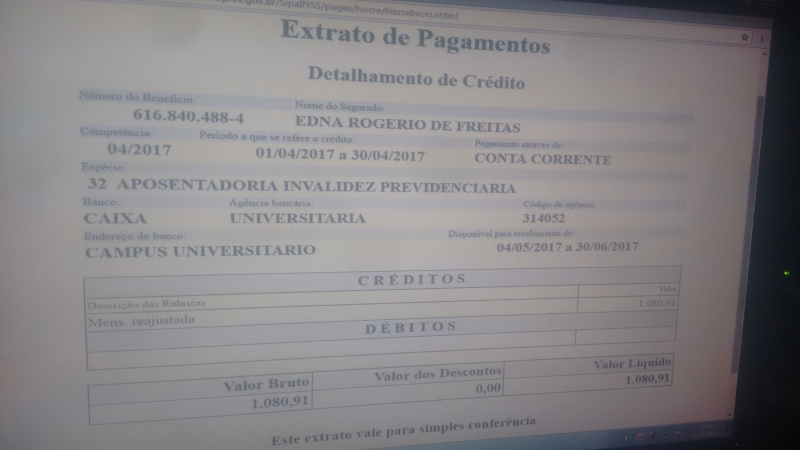 .gov.br/SipaINSS/pages/hiscre/hiscreInicio.xhtml
Extrato de Pagamentos
Detalhamento de Crédito
Número do Benefício: Nome do Segurado:
616.840.488-4 EDNA ROGERIO DE FREITAS
Competência: Período a que se refere o crédito: Pagamento através de:
04/2017 01/04/2017 a 30/04/2017 CONTA CORRENTE
Espécie:
32 APOSENTADORIA INVALIDEZ PREVIDENCIARIA
Banco: Agência bancária: Código da agência:
CAIXA UNIVERSITARIA 314052
Endereço do banco: Disponível para recebimento de:
CAMPUS UNIVERSITARIO 04/05/2017 a 30/06/2017
CRÉDITOS
Descrição das Rubricas Valor
Mens. reajustada 1.080,91
DÉBITOS
Valor Bruto Valor dos Descontos Valor Líquido
1.080,91 0,00 1.080,91
Este extrato vale para simples conferência